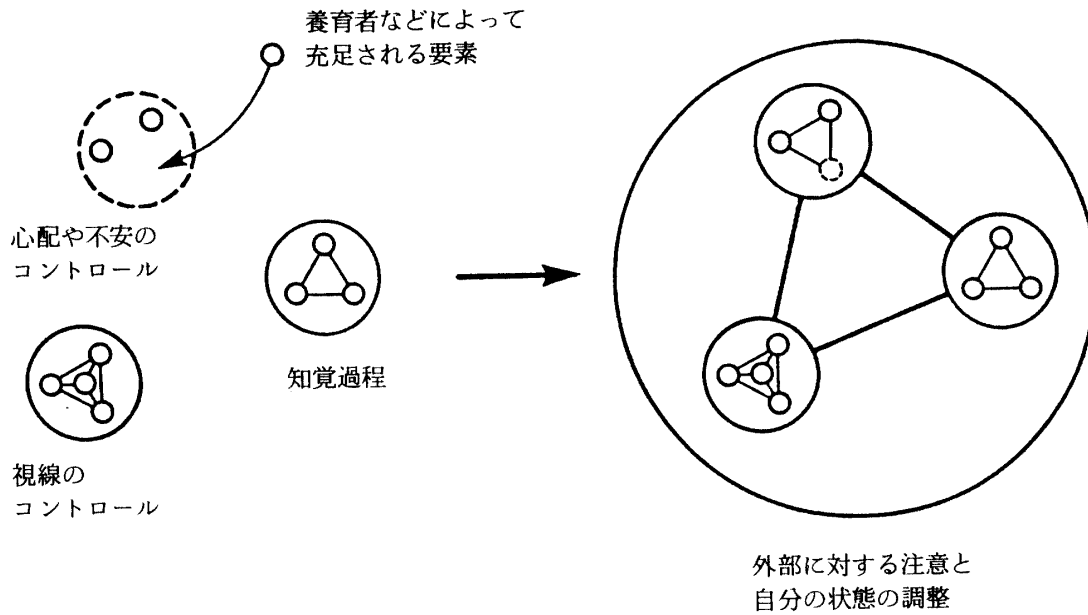 養育者などによって
充足される要素
心配や不安の
コントロール
知覚過程
視線の
コントロール
外部に対する注意と
自分の状態の調整